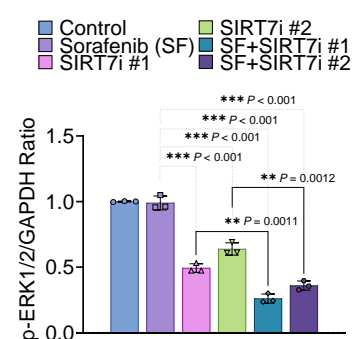 Control
Sorafenib (SF)
SIRT7i #1
SIRT7i #2
SF+SIRT7i #1
SF+SIRT7i #2
*** P < 0.001
*** P < 0.001
*** P < 0.001
*** P < 0.001
** P = 0.0012
** P = 0.0011
p-ERK1/2/GAPDH Ratio
1.5
1.0
0.5
0.0